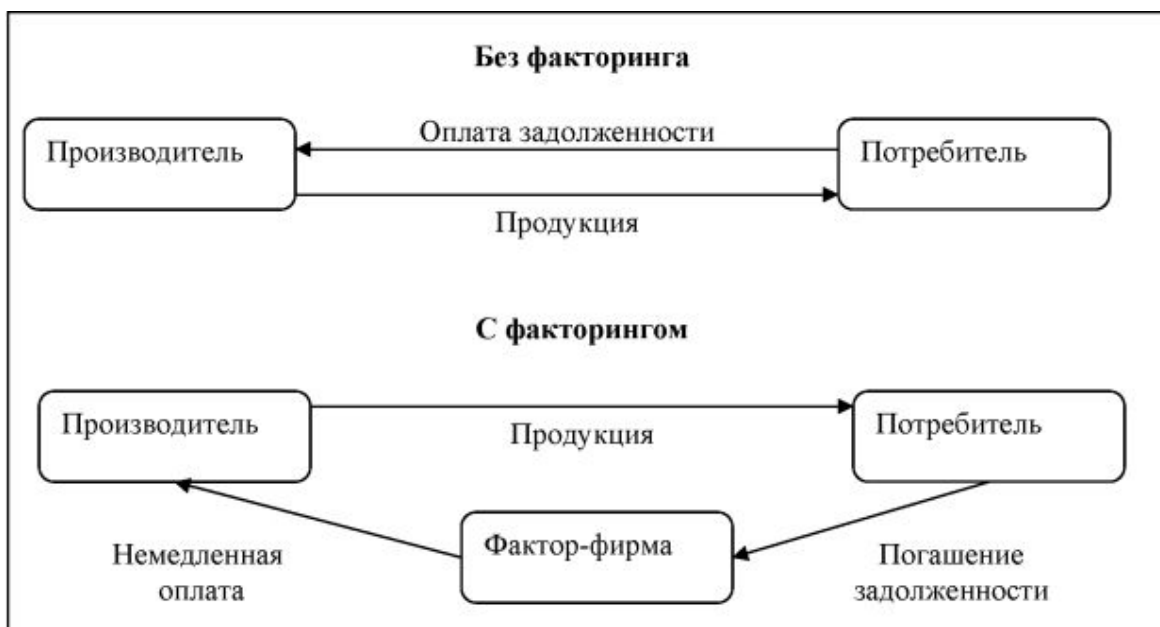 Без факторинга
Оплата задолженности
Производитель
Потребитель
Продукция
С факторингом
Производитель
Потребитель
Продукция
Фактор-фирма
Немедленная
оплата
Погашение
задолженности